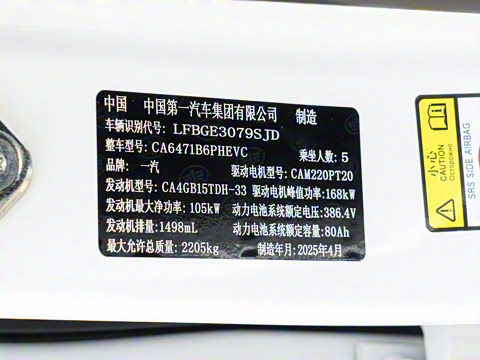 中国 中国第一汽车集团有限公司 制造
车辆识别代号: LFBGE3079SJD
整车型号: CA6471B6PHEVC 乘坐人数: 5
品牌: 一汽 驱动电机型号: CAM220PT20
发动机型号: CA4GB15TDH-33 驱动电机峰值功率: 168kW
发动机最大净功率: 105kW 动力电池系统额定电压: 386.4V
发动机排量: 1498mL 动力电池系统额定容量: 80Ah
最大允许总质量: 2205kg 制造年月: 2025年4月
小心
CAUTION
Осторожно
SRS SIDE AIRBAG